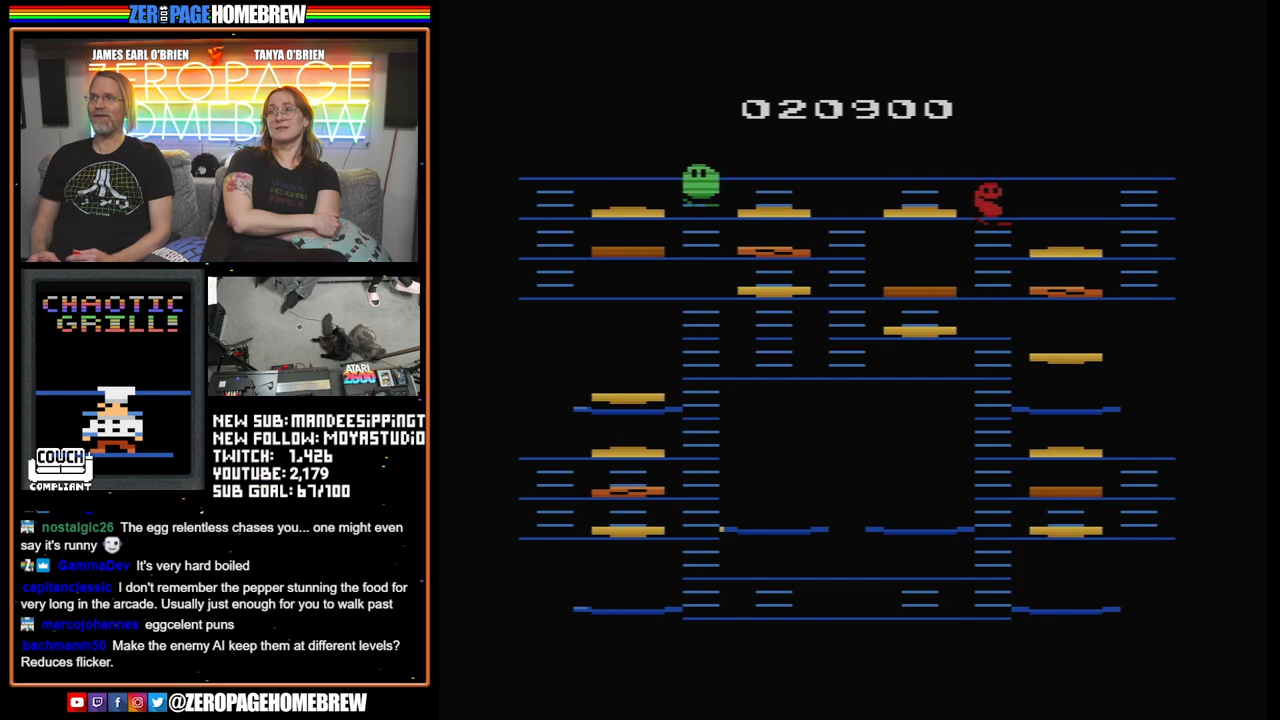 ZEROPAGE HOMEBREW
JAMES EARL O'BRIEN
TANYA O'BRIEN
ZEROPAGE
HOMEBREW
020900
CHAOTIC
GRILL!
COUCH
COMPLIANT
ATARI
2600
NEW SUB: MANDEESIPPINGT
NEW FOLLOW: MOYASTUDIO
TWITCH: 1,426
YOUTUBE: 2,179
SUB GOAL: 67/100
nostalgic26 The egg relentless chases you... one might even
say it's runny
GammaDev It's very hard boiled
capitanclassic I don't remember the pepper stunning the food for
very long in the arcade. Usually just enough for you to walk past
marcojohannes eggcelent puns
bachmanm50 Make the enemy AI keep them at different levels?
Reduces flicker.
@ZEROPAGEHOMEBREW